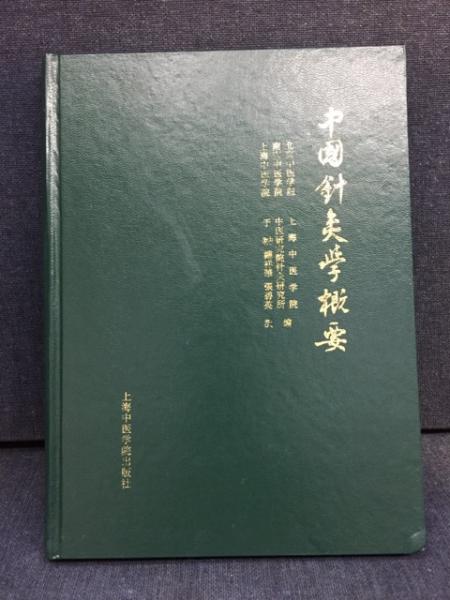 中國針灸學概要
北京中医学院　上海中医学院
南京中医学院　中医研究院针灸研究所　编
上海中医学院
上海中医学院出版社